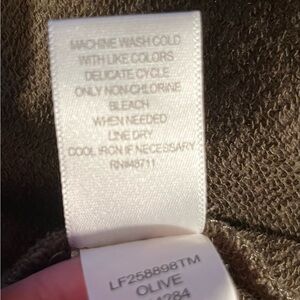 MACHINE WASH COLD
WITH LIKE COLORS
DELICATE CYCLE
ONLY NON-CHLORINE
BLEACH
WHEN NEEDED
LINE DRY
COOL IRON IF NECESSARY
RN#48711
LF258898TM
OLIVE
1284